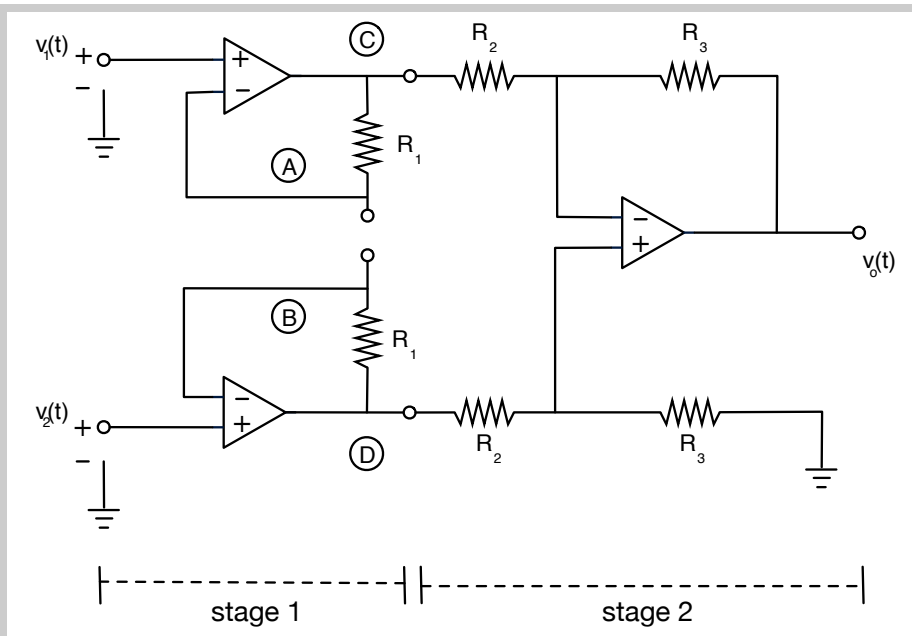 v₁(t)
+
−
+
−
A
C
R₁
R₂
R₃
−
+
vₒ(t)
B
R₁
v₂(t)
+
−
−
+
D
R₂
R₃
stage 1
stage 2